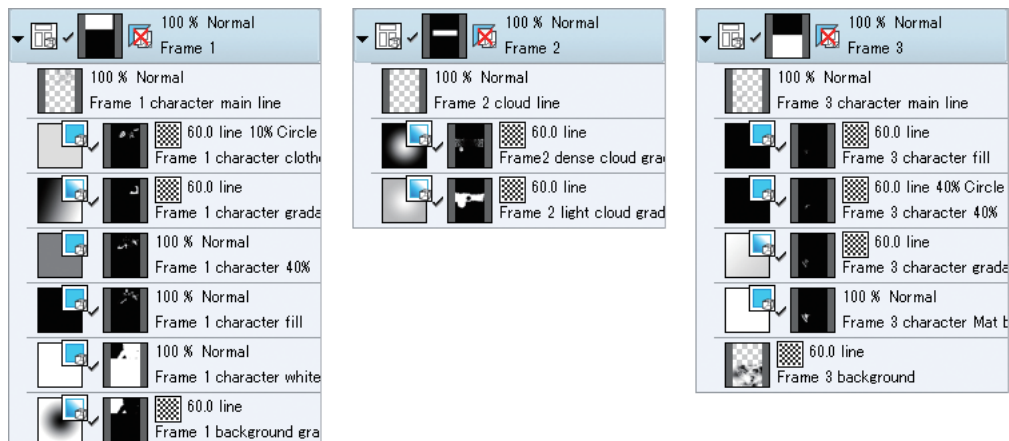 100 % Normal
Frame 1
100 % Normal
Frame 1 character main line
60.0 line 10% Circle
Frame 1 character cloth
60.0 line
Frame 1 character grada
100 % Normal
Frame 1 character 40%
100 % Normal
Frame 1 character fill
100 % Normal
Frame 1 character white
60.0 line
Frame 1 background gra
100 % Normal
Frame 2
100 % Normal
Frame 2 cloud line
60.0 line
Frame2 dense cloud gra
60.0 line
Frame 2 light cloud grad
100 % Normal
Frame 3
100 % Normal
Frame 3 character main line
60.0 line
Frame 3 character fill
60.0 line 40% Circle
Frame 3 character 40%
60.0 line
Frame 3 character grada
100 % Normal
Frame 3 character Mat
60.0 line
Frame 3 background